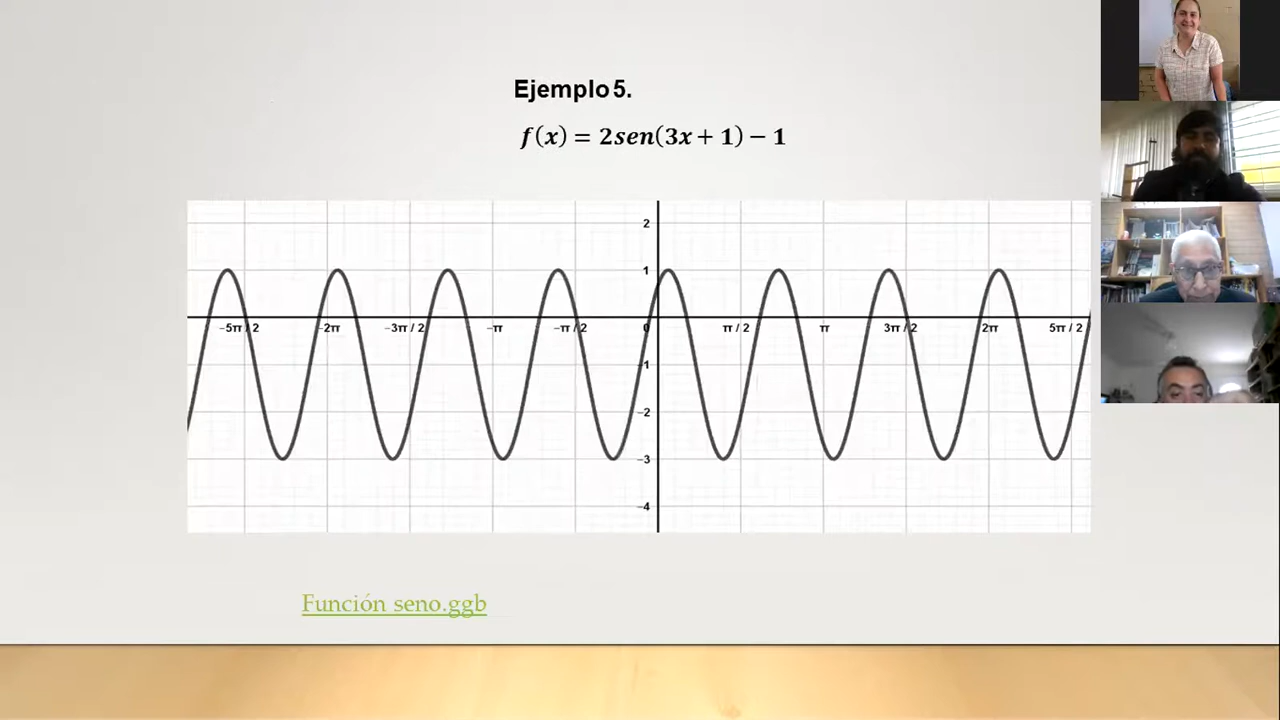 Ejemplo 5.
f(x) = 2sen(3x + 1) − 1
2
1
−5π / 2 −2π −3π / 2 −π −π / 2 0 π / 2 π 3π / 2 2π 5π / 2
−1
−2
−3
−4
Función seno.ggb